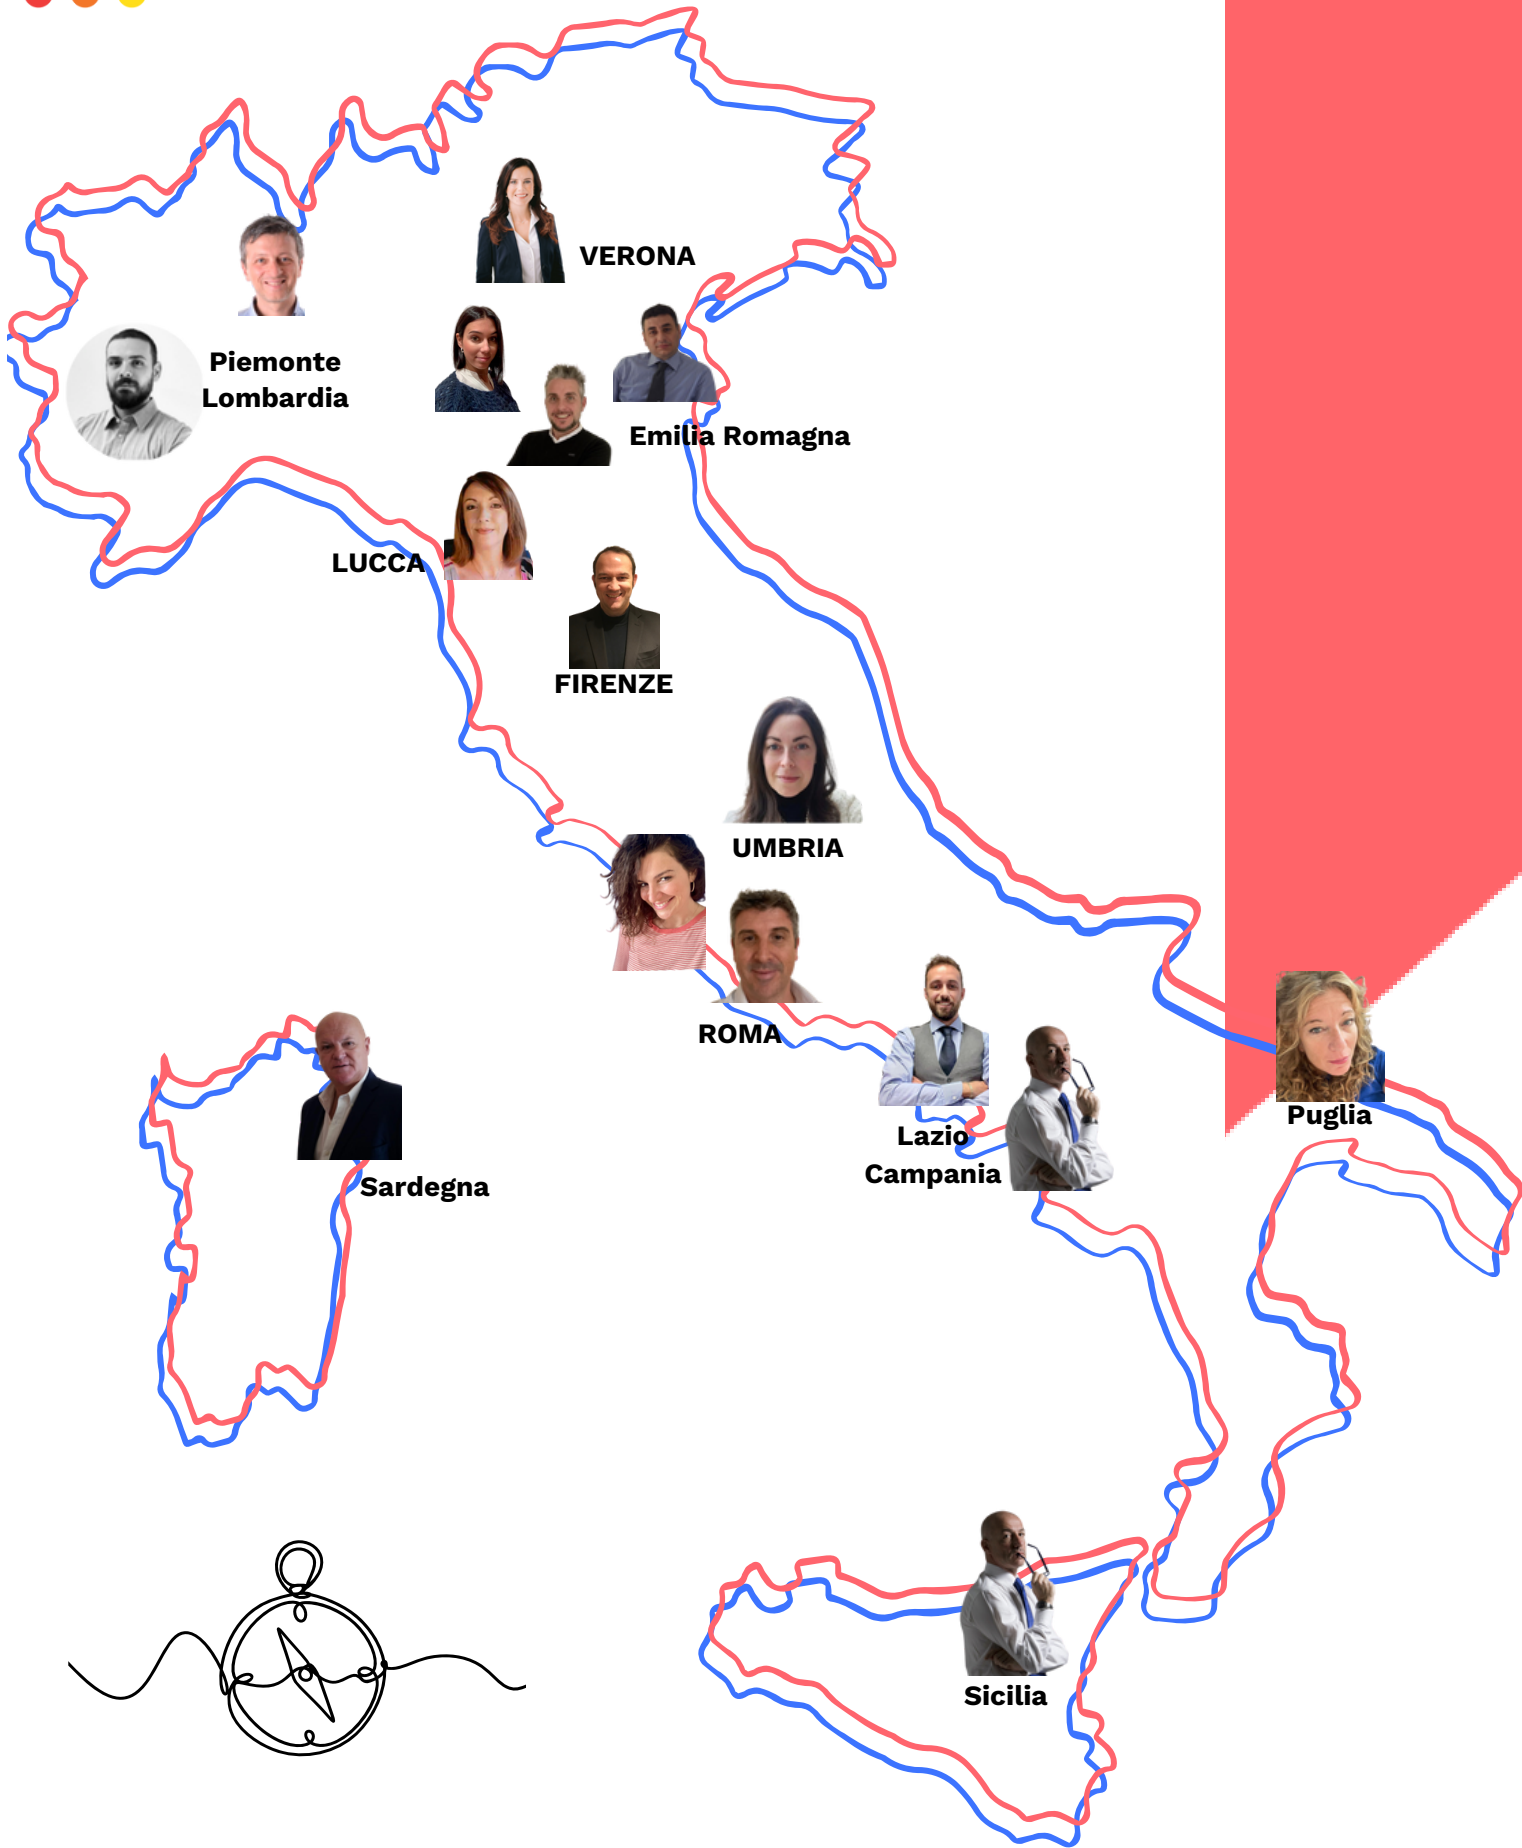 VERONA
Piemonte
Lombardia
Emilia Romagna
LUCCA
FIRENZE
UMBRIA
ROMA
Lazio
Campania
Puglia
Sardegna
Sicilia